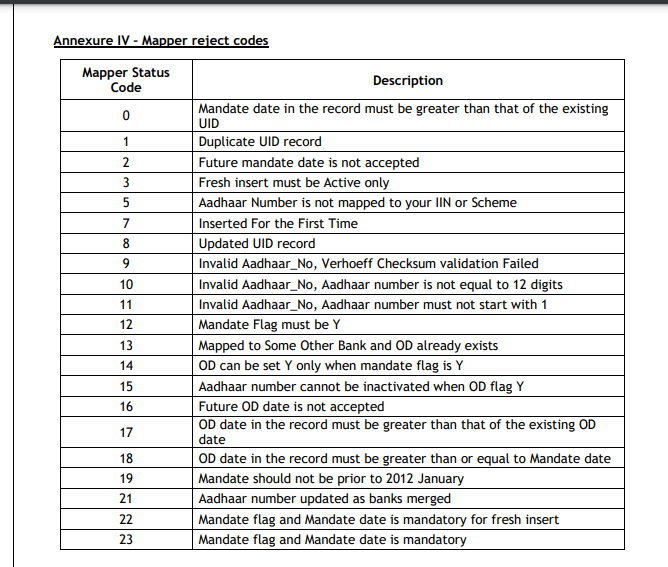 Annexure IV - Mapper reject codes
Mapper Status
Code
Description
0
Mandate date in the record must be greater than that of the existing
UID
1 Duplicate UID record
2 Future mandate date is not accepted
3 Fresh insert must be Active only
5 Aadhaar Number is not mapped to your IIN or Scheme
7 Inserted For the First Time
8 Updated UID record
9 Invalid Aadhaar_No, Verhoeff Checksum validation Failed
10 Invalid Aadhaar_No, Aadhaar number is not equal to 12 digits
11 Invalid Aadhaar_No, Aadhaar number must not start with 1
12 Mandate Flag must be Y
13 Mapped to Some Other Bank and OD already exists
14 OD can be set Y only when mandate flag is Y
15 Aadhaar number cannot be inactivated when OD flag Y
16 Future OD date is not accepted
17
OD date in the record must be greater than that of the existing OD
date
18 OD date in the record must be greater than or equal to Mandate date
19 Mandate should not be prior to 2012 January
21 Aadhaar number updated as banks merged
22 Mandate flag and Mandate date is mandatory for fresh insert
23 Mandate flag and Mandate date is mandatory